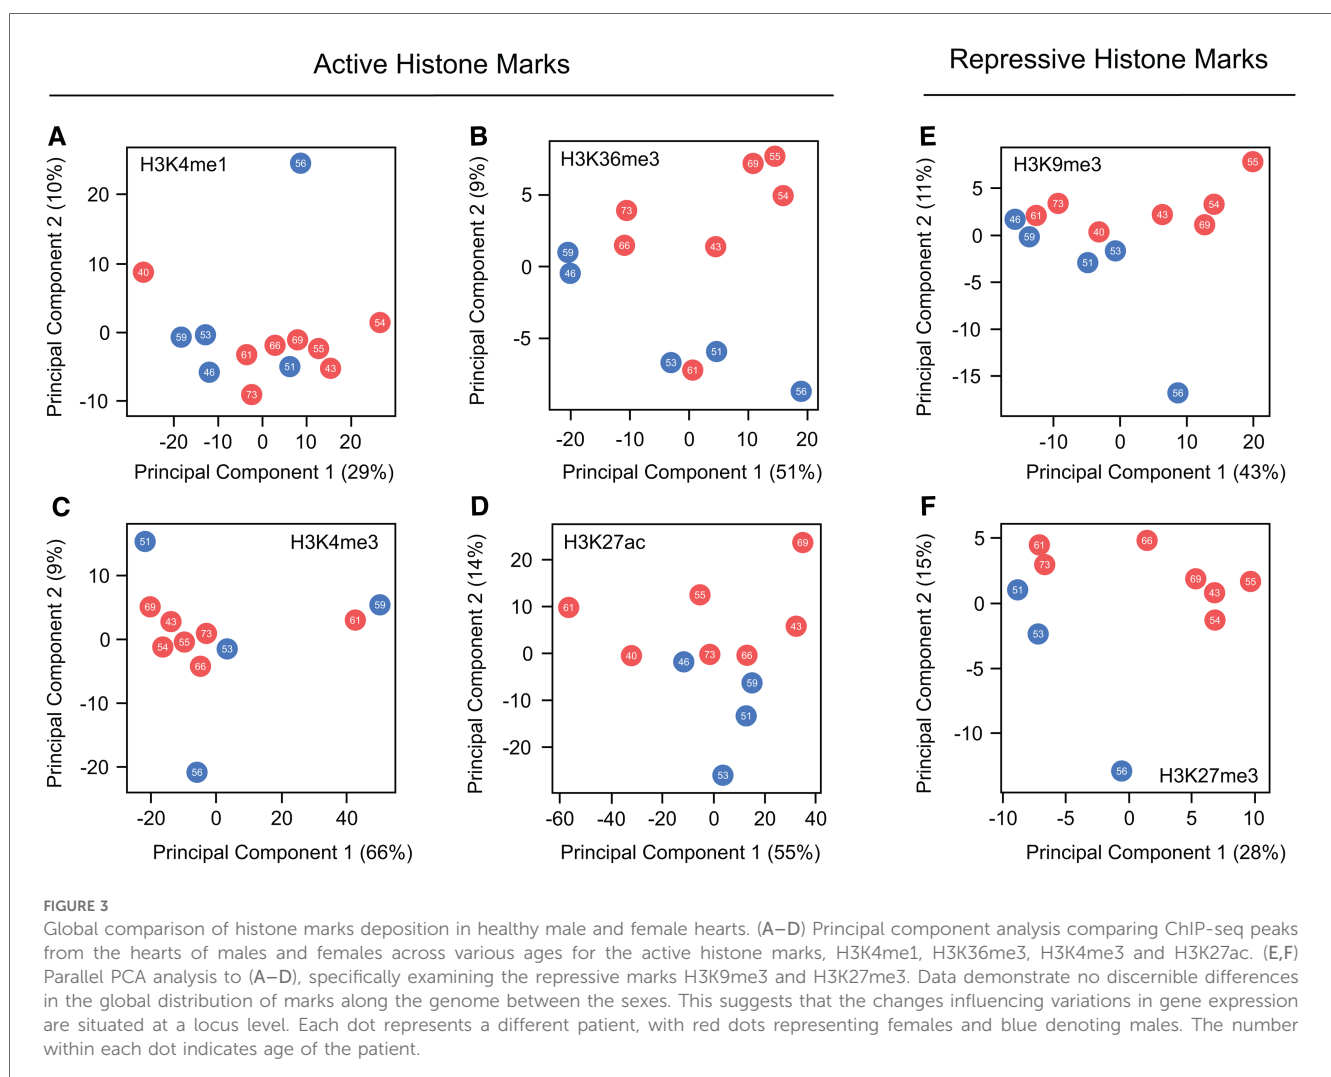 Active Histone Marks
Repressive Histone Marks
A
H3K4me1
Principal Component 2 (10%)
20
10
0
-10
56
40
59
53
46
61
66
69
55
51
43
54
73
-20 -10 0 10 20
Principal Component 1 (29%)
B
H3K36me3
Principal Component 2 (9%)
5
0
-5
69
55
54
73
66
43
59
46
53
61
51
56
-20 -10 0 10 20
Principal Component 1 (51%)
E
H3K9me3
Principal Component 2 (11%)
5
0
-5
-10
-15
55
46
61
73
59
40
43
54
69
51
53
56
-10 0 10 20
Principal Component 1 (43%)
C
H3K4me3
Principal Component 2 (9%)
10
0
-10
-20
51
69
43
54
55
73
66
53
61
59
56
-20 0 20 40
Principal Component 1 (66%)
D
H3K27ac
Principal Component 2 (14%)
20
10
0
-10
-20
69
61
55
43
40
46
73
66
59
51
53
-60 -40 -20 0 20 40
Principal Component 1 (55%)
F
H3K27me3
Principal Component 2 (15%)
5
0
-5
-10
61
73
66
51
53
69
43
55
54
56
-10 -5 0 5 10
Principal Component 1 (28%)
FIGURE 3
Global comparison of histone marks deposition in healthy male and female hearts. (A–D) Principal component analysis comparing ChIP-seq peaks
from the hearts of males and females across various ages for the active histone marks, H3K4me1, H3K36me3, H3K4me3 and H3K27ac. (E,F)
Parallel PCA analysis to (A–D), specifically examining the repressive marks H3K9me3 and H3K27me3. Data demonstrate no discernible differences
in the global distribution of marks along the genome between the sexes. This suggests that the changes influencing variations in gene expression
are situated at a locus level. Each dot represents a different patient, with red dots representing females and blue denoting males. The number
within each dot indicates age of the patient.